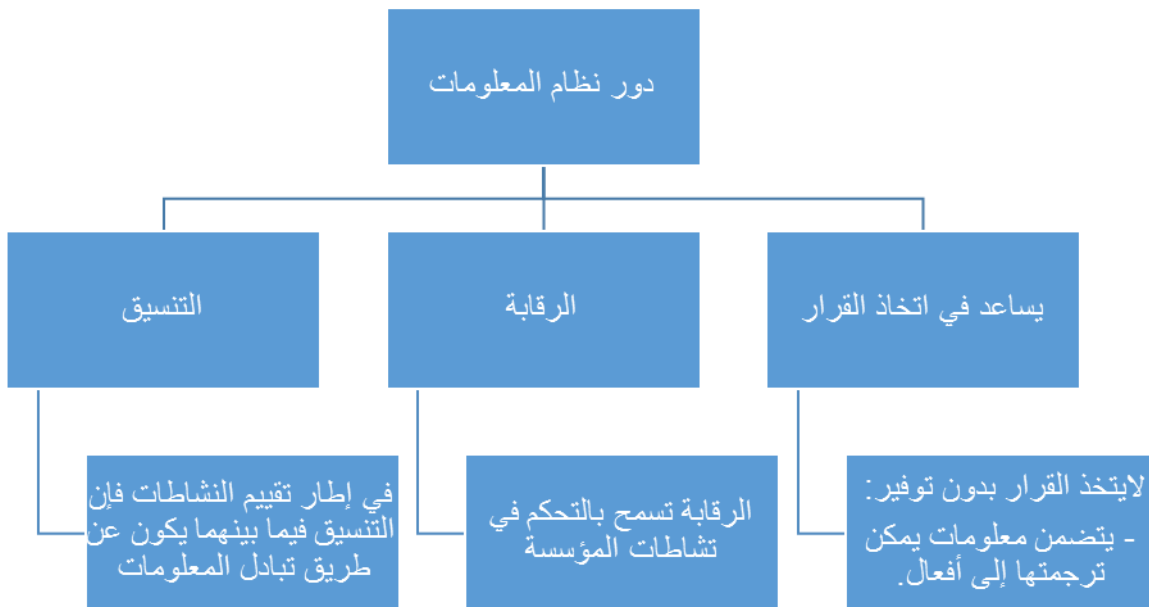 دور نظام المعلومات
يساعد في اتخاذ القرار
الرقابة
التنسيق
لايتخذ القرار بدون توفير:
- يتضمن معلومات يمكن
ترجمتها إلى أفعال.
الرقابة تسمح بالتحكم في
تشاطات المؤسسة
في إطار تقييم النشاطات فإن
التنسيق فيما بينهما يكون عن
طريق تبادل المعلومات